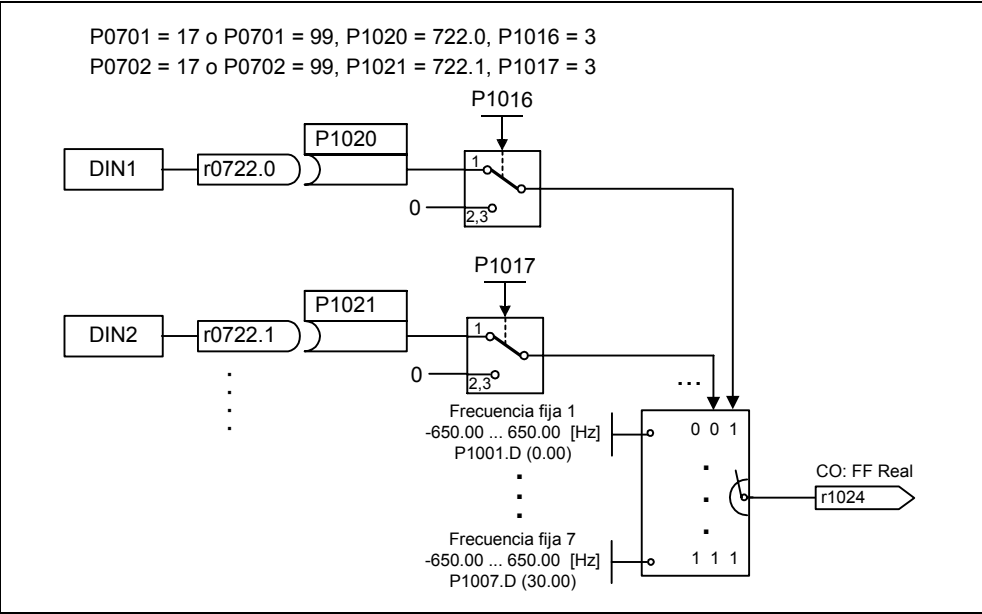 P0701 = 17 o P0701 = 99, P1020 = 722.0, P1016 = 3
P0702 = 17 o P0702 = 99, P1021 = 722.1, P1017 = 3
P1016
P1020
DIN1
r0722.0
1
0
2,3
P1017
P1021
DIN2
r0722.1
1
0
2,3
...
Frecuencia fija 1
-650.00 ... 650.00 [Hz]
P1001.D (0.00)
0 0 1
CO: FF Real
r1024
Frecuencia fija 7
-650.00 ... 650.00 [Hz]
P1007.D (30.00)
1 1 1